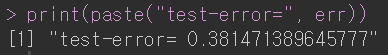 > print(paste("test-error=", err))
[1] "test-error= 0.381471389645777"